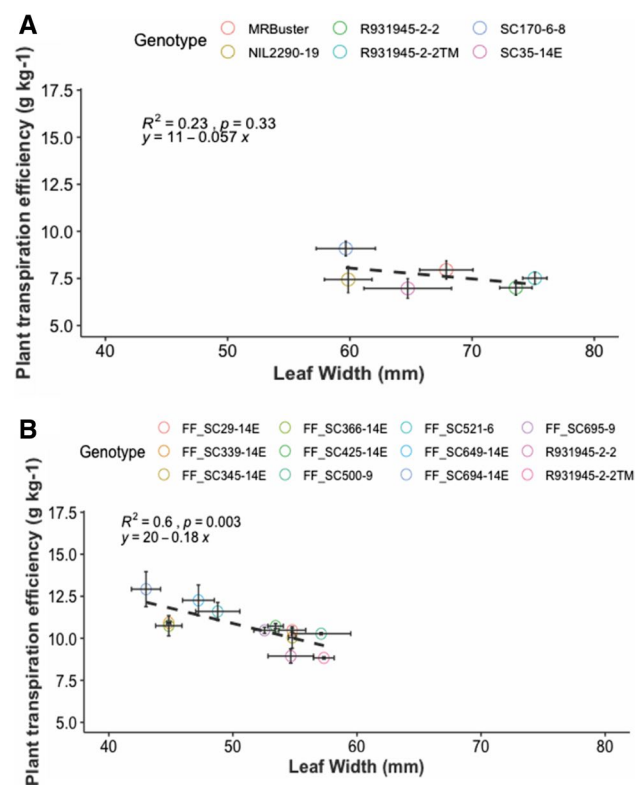 A
Genotype
MRBuster
R931945-2-2
SC170-6-8
NIL2290-19
R931945-2-2TM
SC35-14E
Plant transpiration efficiency (g kg-1)
17.5
15.0
12.5
10.0
7.5
5.0
R² = 0.23 , p = 0.33
y = 11 – 0.057 x
40
50
60
70
80
Leaf Width (mm)
B
Genotype
FF_SC29-14E
FF_SC366-14E
FF_SC521-6
FF_SC695-9
FF_SC339-14E
FF_SC425-14E
FF_SC649-14E
R931945-2-2
FF_SC345-14E
FF_SC500-9
FF_SC694-14E
R931945-2-2TM
Plant transpiration efficiency (g kg-1)
17.5
15.0
12.5
10.0
7.5
5.0
R² = 0.6 , p = 0.003
y = 20 – 0.18 x
40
50
60
70
80
Leaf Width (mm)